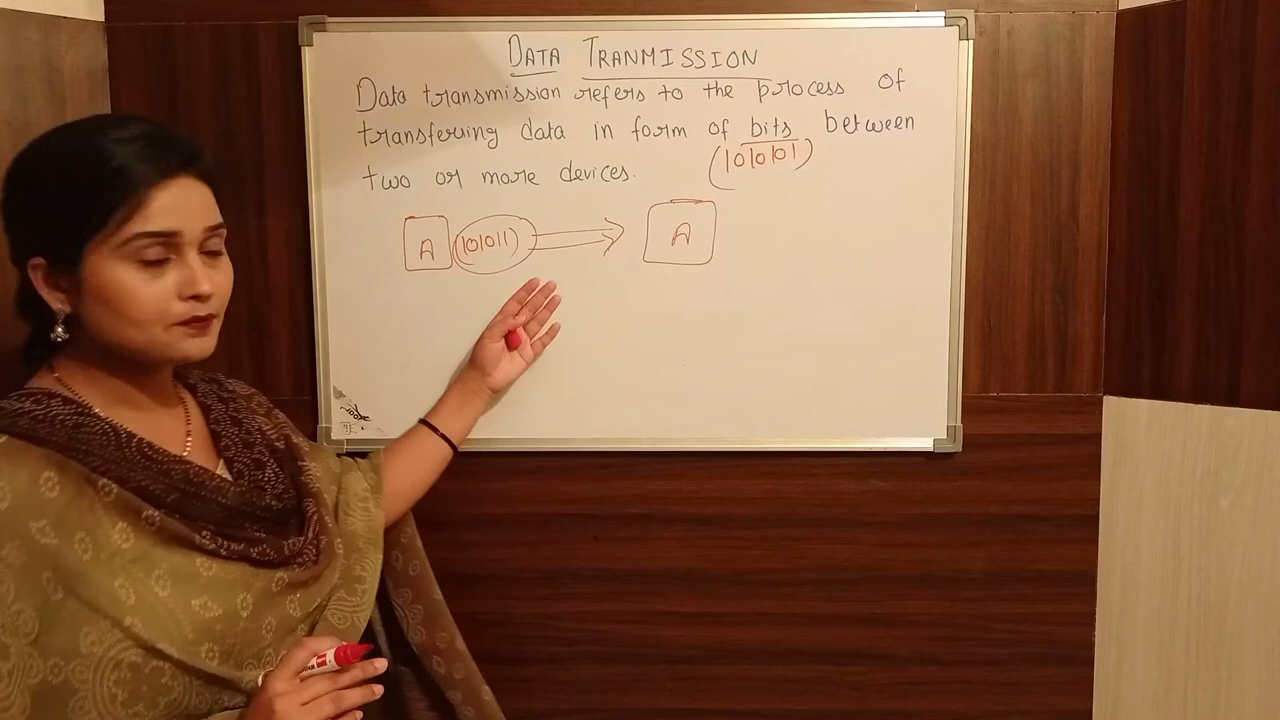 DATA TRANMISSION
Data transmission refers to the process of
transferring data in form of bits between
(1010101)
two or more devices.
A (101011) A